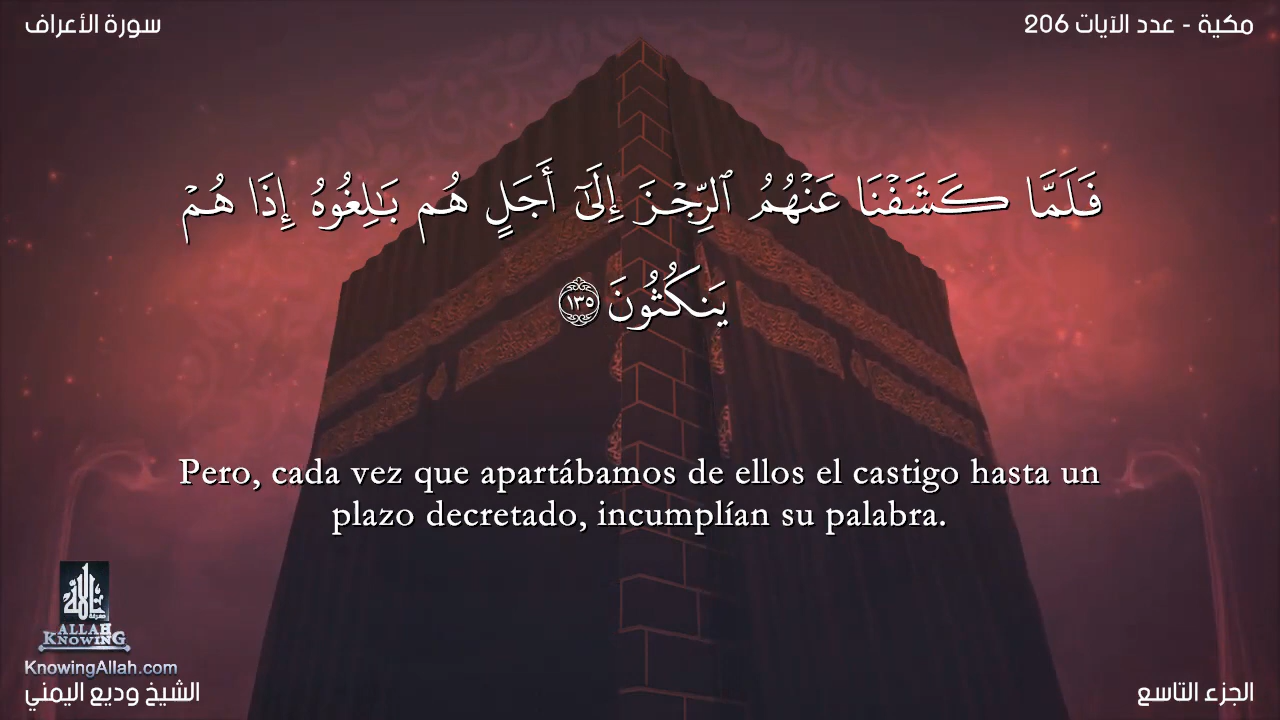 مكية - عدد الآيات 206
سورة الأعراف
فَلَمَّا كَشَفْنَا عَنْهُمُ ٱلرِّجْزَ إِلَىٰٓ أَجَلٍ هُم بَـٰلِغُوهُ إِذَا هُمْ
يَنكُثُونَ ١٣٥
Pero, cada vez que apartábamos de ellos el castigo hasta un
plazo decretado, incumplían su palabra.
ALLAH
KNOWING
KnowingAllah.com
الجزء التاسع
الشيخ وديع اليمني